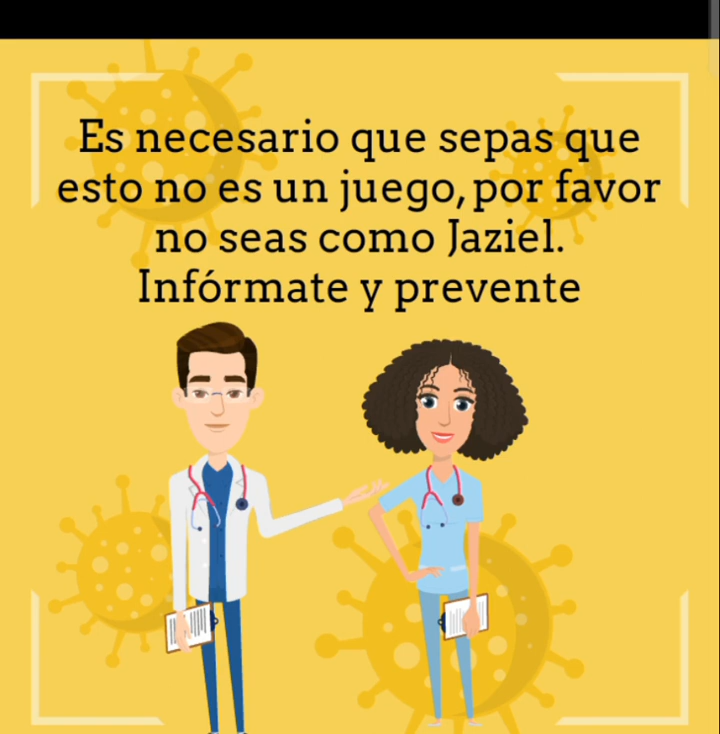 Es necesario que sepas que
esto no es un juego, por favor
no seas como Jaziel.
Infórmate y prevente